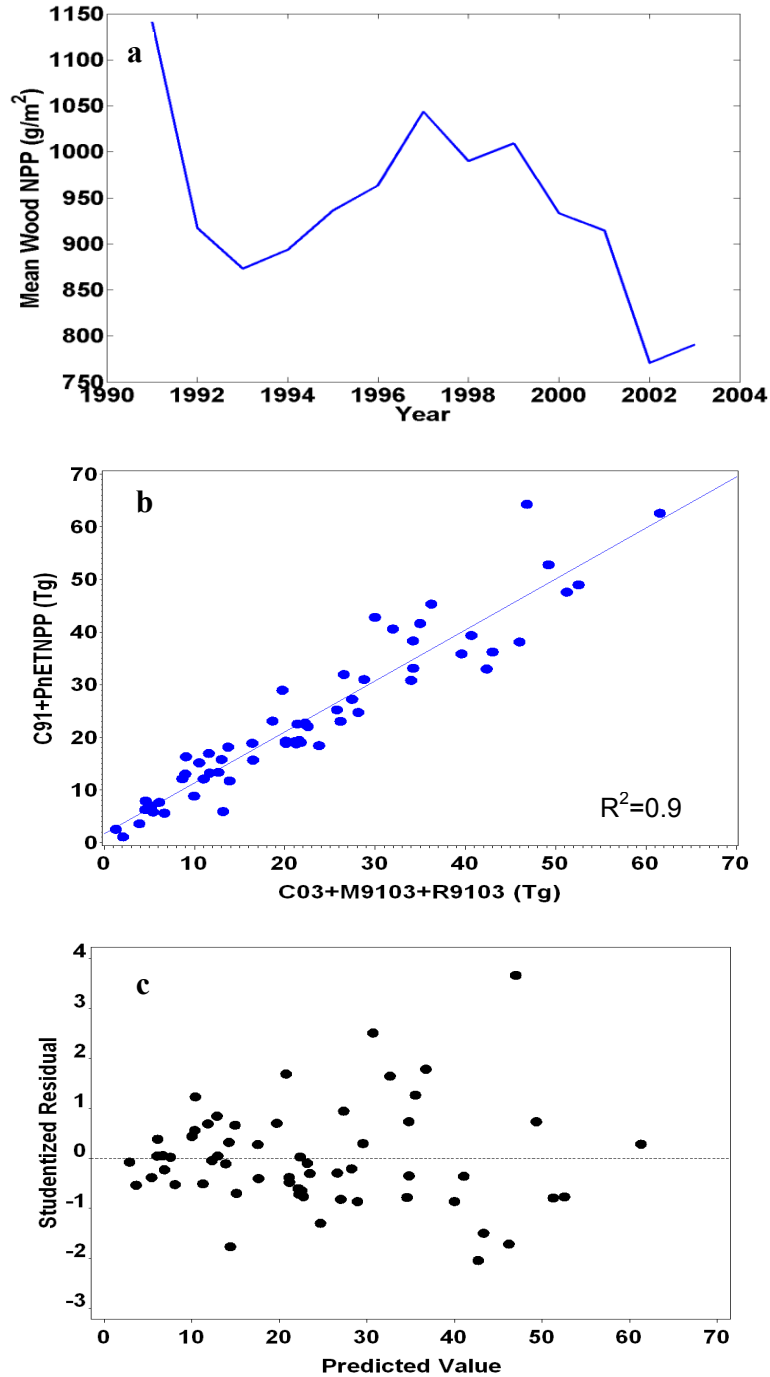 1150
1100
1050
1000
950
900
850
800
750
a
Mean Wood NPP (g/m²)
1990 1992 1994 1996 1998 2000 2002 2004
Year
70
60
50
40
30
20
10
0
b
C91+PnETNPP (Tg)
R²=0.9
0 10 20 30 40 50 60 70
C03+M9103+R9103 (Tg)
4
3
2
1
0
-1
-2
-3
c
Studentized Residual
0 10 20 30 40 50 60 70
Predicted Value